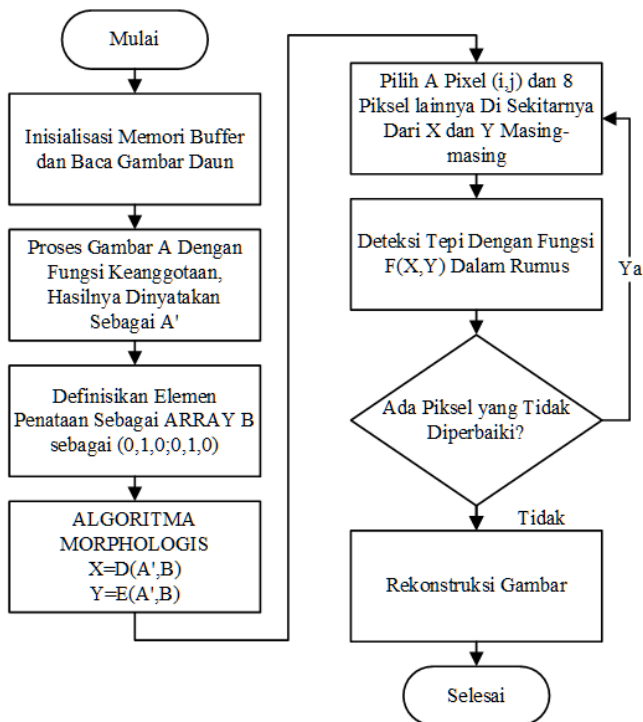 Mulai
Inisialisasi Memori Buffer
dan Baca Gambar Daun
Proses Gambar A Dengan
Fungsi Keanggotaan,
Hasilnya Dinyatakan
Sebagai A'
Definisikan Elemen
Penataan Sebagai ARRAY B
sebagai (0,1,0;0,1,0)
ALGORITMA
MORPHOLOGIS
X=D(A',B)
Y=E(A',B)
Pilih A Pixel (i,j) dan 8
Piksel lainnya Di Sekitarnya
Dari X dan Y Masing-
masing
Deteksi Tepi Dengan Fungsi
F(X,Y) Dalam Rumus
Ya
Ada Piksel yang Tidak
Diperbaiki?
Tidak
Rekonstruksi Gambar
Selesai